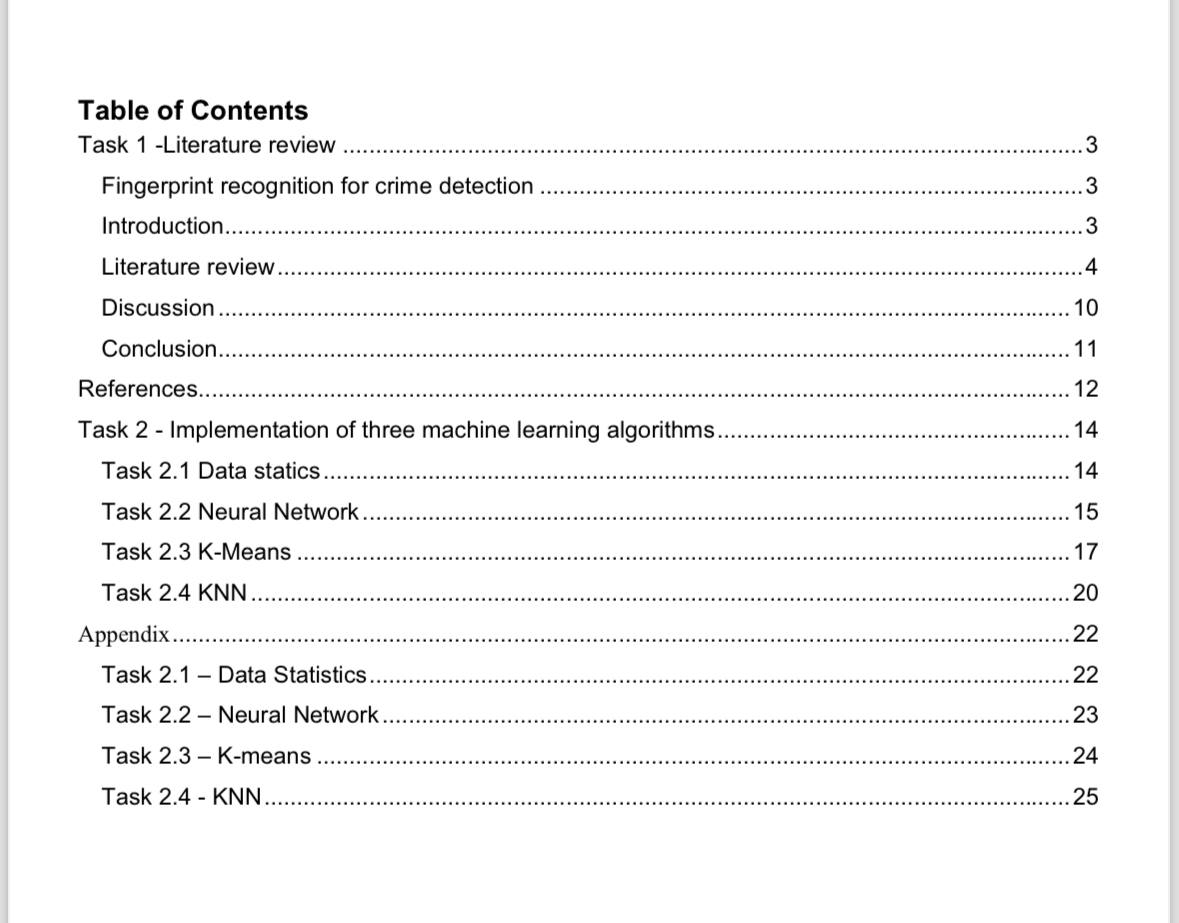 Table of Contents
Task 1 -Literature review ........................................................................................................ 3
Fingerprint recognition for crime detection ........................................................................ 3
Introduction........................................................................................................................ 3
Literature review................................................................................................................ 4
Discussion ....................................................................................................................... 10
Conclusion....................................................................................................................... 11
References........................................................................................................................ 12
Task 2 - Implementation of three machine learning algorithms....................................... 14
Task 2.1 Data statics ....................................................................................................... 14
Task 2.2 Neural Network ................................................................................................ 15
Task 2.3 K-Means ........................................................................................................... 17
Task 2.4 KNN ................................................................................................................. 20
Appendix .......................................................................................................................... 22
Task 2.1 – Data Statistics................................................................................................ 22
Task 2.2 – Neural Network ............................................................................................. 23
Task 2.3 – K-means ........................................................................................................ 24
Task 2.4 - KNN ............................................................................................................... 25